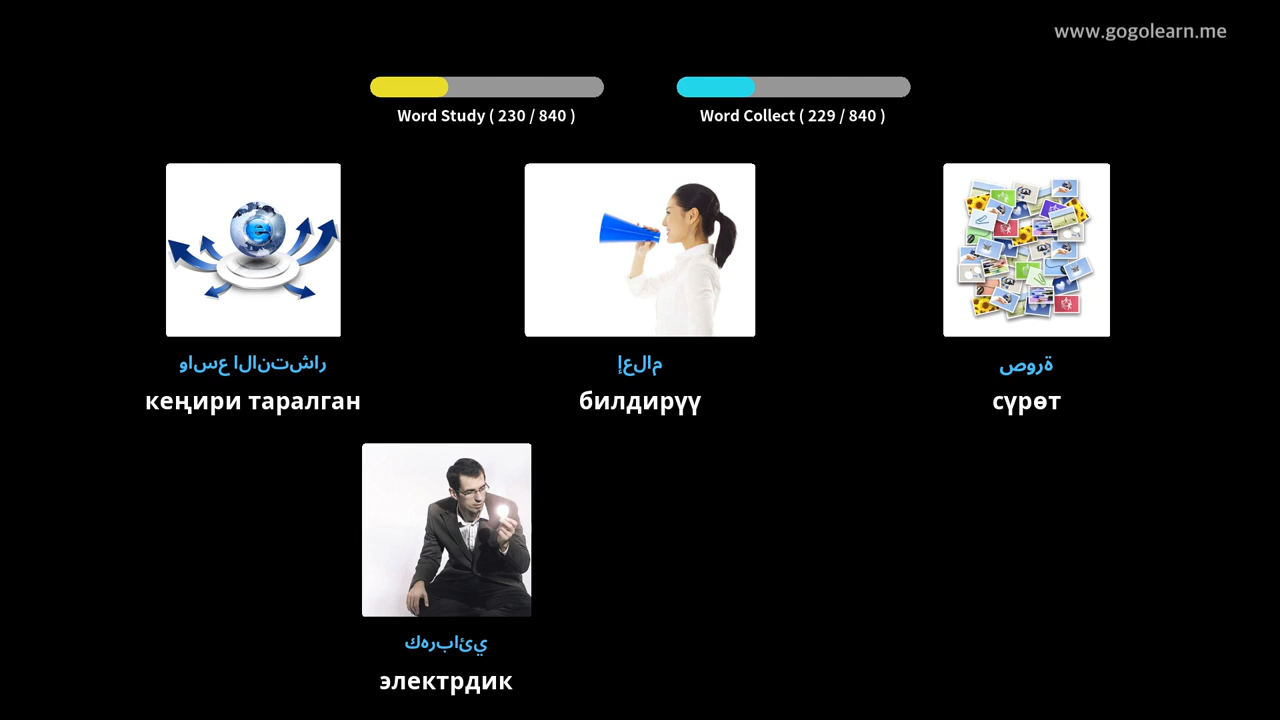 www.gogolearn.me
Word Study ( 230 / 840 )
Word Collect ( 229 / 840 )
واسع الانتشار
кеңири таралган
إعلام
билдирүү
صورة
сүрөт
كهربائي
электрдик